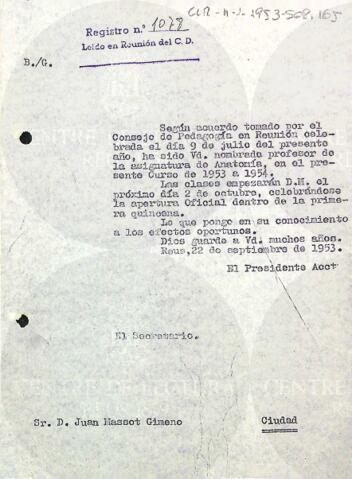 CLR-n-1-1953-568,165
Registro n.º 1078
Leído en Reunión del C.D.
B./G.
Según acuerdo tomado por el
Consejo de Pedagogía en Reunión cele-
brada el día 9 de julio del presente
año, ha sido Vd. nombrado profesor de
la asignatura de Anatomía, en el pre-
sente Curso de 1953 a 1954.
Las clases empezarán D.M. el
próximo día 2 de octubre, celebrándose
la apertura Oficial dentro de la prime-
ra quincena.
Lo que pongo en su conocimiento
a los efectos oportunos.
Dios guarde a Vd. muchos años.
Reus, 22 de septiembre de 1953.
El Presidente Acct
El Secretario.
Sr. D. Juan Massot Gimeno
Ciudad